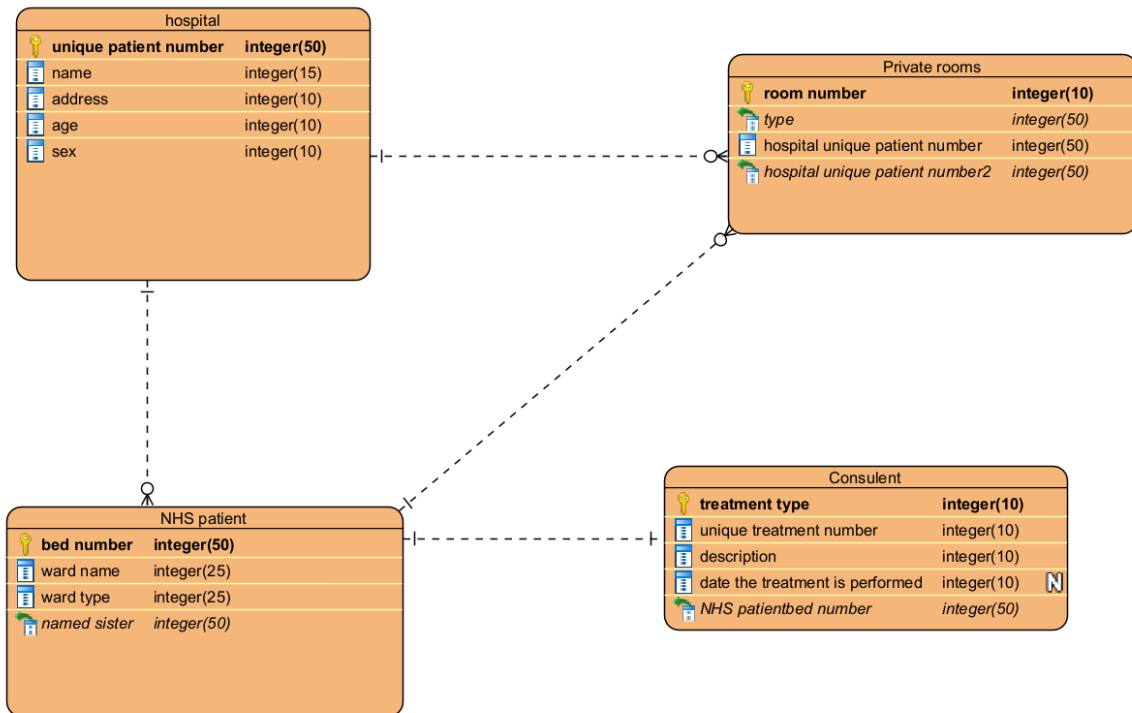 hospital
unique patient number integer(50)
name integer(15)
address integer(10)
age integer(10)
sex integer(10)
Private rooms
room number integer(10)
type integer(50)
hospital unique patient number integer(50)
hospital unique patient number2 integer(50)
NHS patient
bed number integer(50)
ward name integer(25)
ward type integer(25)
named sister integer(50)
Consulent
treatment type integer(10)
unique treatment number integer(10)
description integer(10)
date the treatment is performed integer(10) N
NHS patientbed number integer(50)